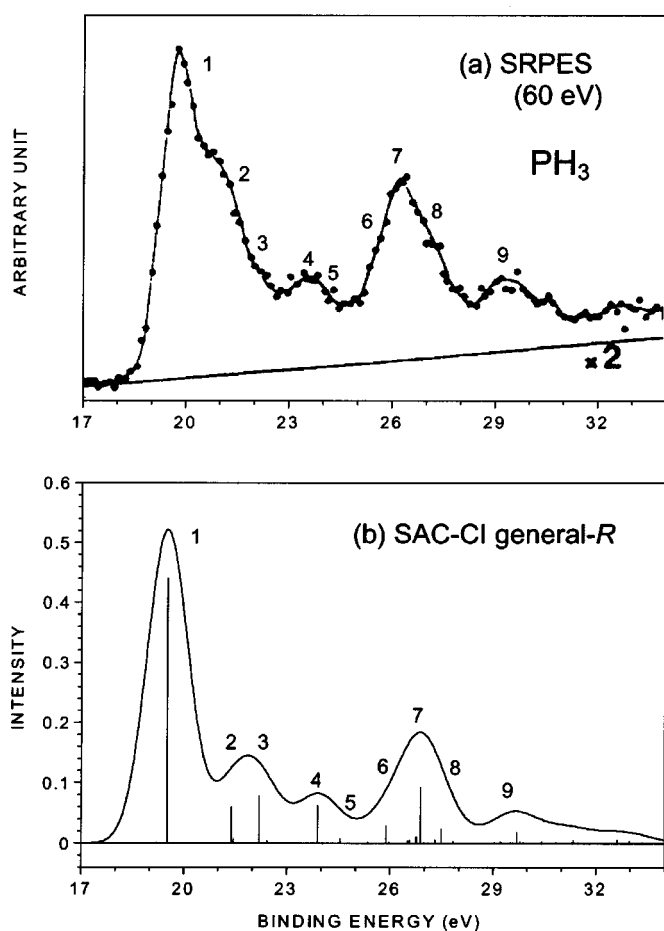 (a) SRPES
(60 eV)
PH3
1
2
3
4
5
6
7
8
9
×2
ARBITRARY UNIT
17 20 23 26 29 32
(b) SAC-CI general-R
1
2 3
4
5
6
7
8
9
INTENSITY
0.6
0.5
0.4
0.3
0.2
0.1
0
17 20 23 26 29 32
BINDING ENERGY (eV)